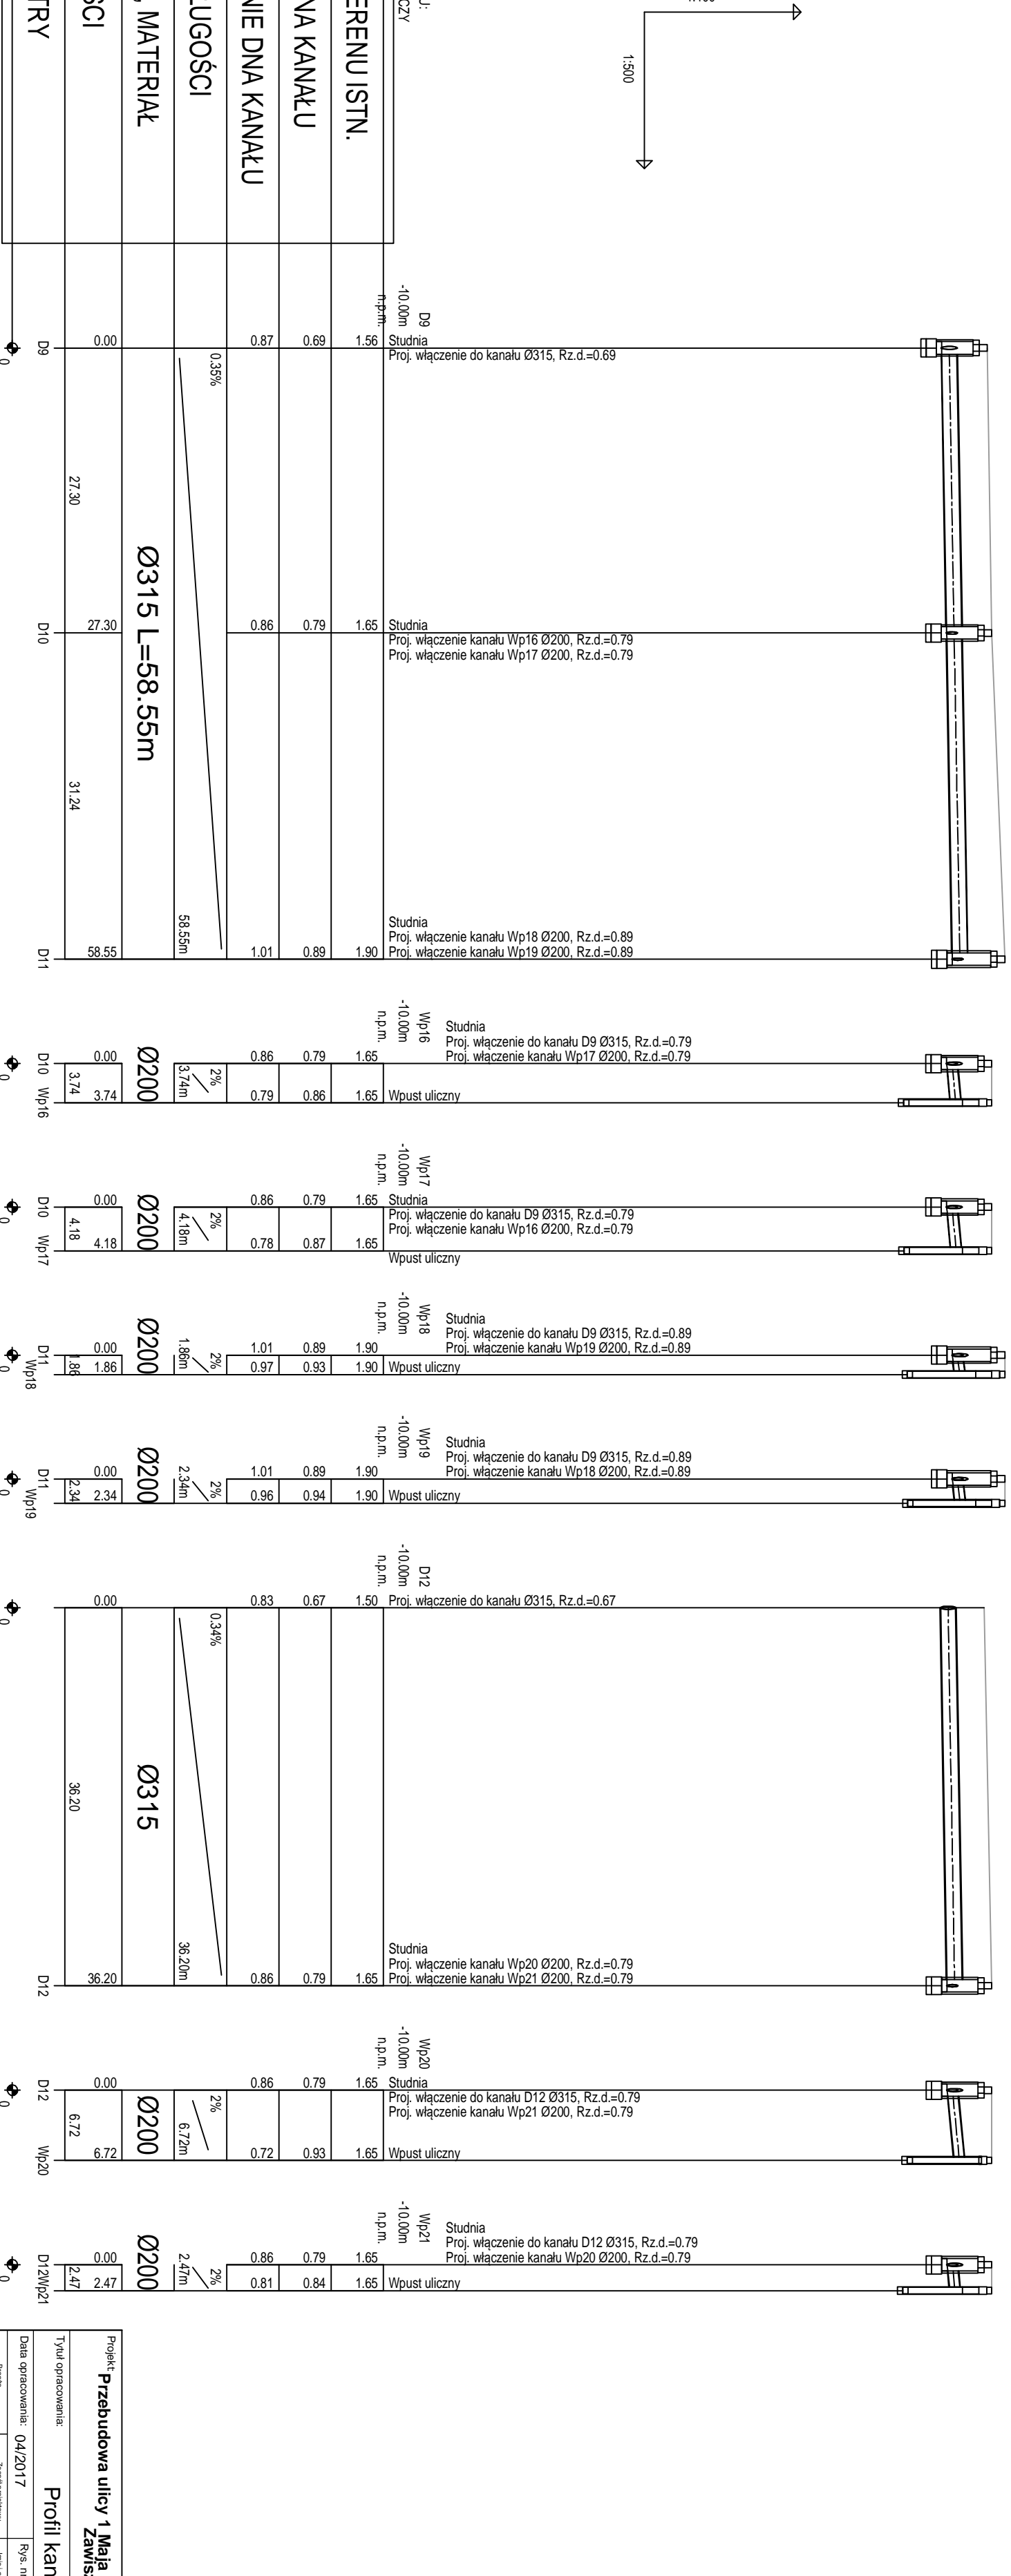 1:500
ERENU ISTN.
NA KANAŁU
NIE DNA KANAŁU
ŁUGOŚCI
, MATERIAŁ
ŚCI
TRY
D9
-10.00m
n.p.m.
Studnia
Proj. włączenie do kanału Ø315, Rz.d.=0.69
0.00
0.87
0.69
1.56
D9
0.35%
27.30
Ø315 L=58.55m
Studnia
Proj. włączenie kanału Wp16 Ø200, Rz.d.=0.79
Proj. włączenie kanału Wp17 Ø200, Rz.d.=0.79
27.30
0.86
0.79
1.65
D10
31.24
58.55m
Studnia
Proj. włączenie kanału Wp18 Ø200, Rz.d.=0.89
Proj. włączenie kanału Wp19 Ø200, Rz.d.=0.89
58.55
1.01
0.89
1.90
D11
Wp16
-10.00m
n.p.m.
Studnia
Proj. włączenie do kanału D9 Ø315, Rz.d.=0.79
Proj. włączenie kanału Wp17 Ø200, Rz.d.=0.79
0.00
0.86
0.79
1.65
D10
3.74
Ø200
2%
3.74m
3.74
0.79
0.86
1.65
Wpust uliczny
Wp16
Wp17
-10.00m
n.p.m.
Studnia
Proj. włączenie do kanału D9 Ø315, Rz.d.=0.79
Proj. włączenie kanału Wp16 Ø200, Rz.d.=0.79
0.00
0.86
0.79
1.65
D10
4.18
Ø200
2%
4.18m
4.18
0.78
0.87
1.65
Wpust uliczny
Wp17
Wp18
-10.00m
n.p.m.
Studnia
Proj. włączenie do kanału D9 Ø315, Rz.d.=0.89
Proj. włączenie kanału Wp19 Ø200, Rz.d.=0.89
0.00
1.01
0.89
1.90
D11
1.86
Ø200
2%
1.86m
1.86
0.97
0.93
1.90
Wpust uliczny
Wp18
Wp19
-10.00m
n.p.m.
Studnia
Proj. włączenie do kanału D9 Ø315, Rz.d.=0.89
Proj. włączenie kanału Wp18 Ø200, Rz.d.=0.89
0.00
1.01
0.89
1.90
D11
2.34
Ø200
2%
2.34m
2.34
0.96
0.94
1.90
Wpust uliczny
Wp19
D12
-10.00m
n.p.m.
Proj. włączenie do kanału Ø315, Rz.d.=0.67
0.00
0.83
0.67
1.50
0.34%
36.20
Ø315
36.20m
Studnia
Proj. włączenie kanału Wp20 Ø200, Rz.d.=0.79
Proj. włączenie kanału Wp21 Ø200, Rz.d.=0.79
36.20
0.86
0.79
1.65
D12
Wp20
-10.00m
n.p.m.
Studnia
Proj. włączenie do kanału D12 Ø315, Rz.d.=0.79
Proj. włączenie kanału Wp21 Ø200, Rz.d.=0.79
0.00
0.86
0.79
1.65
D12
6.72
Ø200
2%
6.72m
6.72
0.72
0.93
1.65
Wpust uliczny
Wp20
Wp21
-10.00m
n.p.m.
Studnia
Proj. włączenie do kanału D12 Ø315, Rz.d.=0.79
Proj. włączenie kanału Wp20 Ø200, Rz.d.=0.79
0.00
0.86
0.79
1.65
D12
2.47
Ø200
2%
2.47m
2.47
0.81
0.84
1.65
Wpust uliczny
Wp21
Projekt: Przebudowa ulicy 1 Maja
Zawisz
Tytuł opracowania:
Profil kan
Data opracowania: 04/2017
Rys. nr